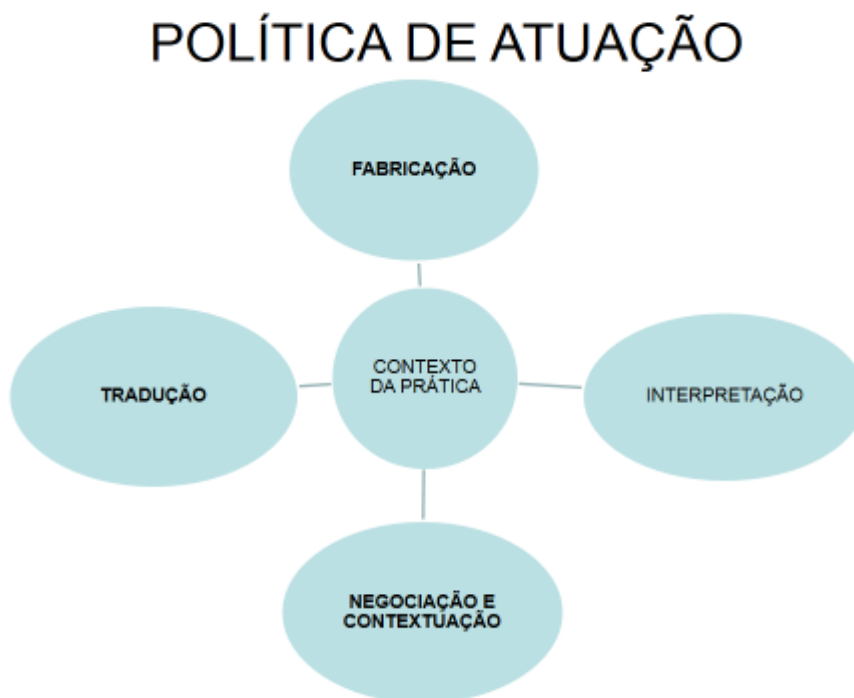 POLÍTICA DE ATUAÇÃO
FABRICAÇÃO
TRADUÇÃO
CONTEXTO
DA PRÁTICA
INTERPRETAÇÃO
NEGOCIAÇÃO E
CONTEXTUAÇÃO